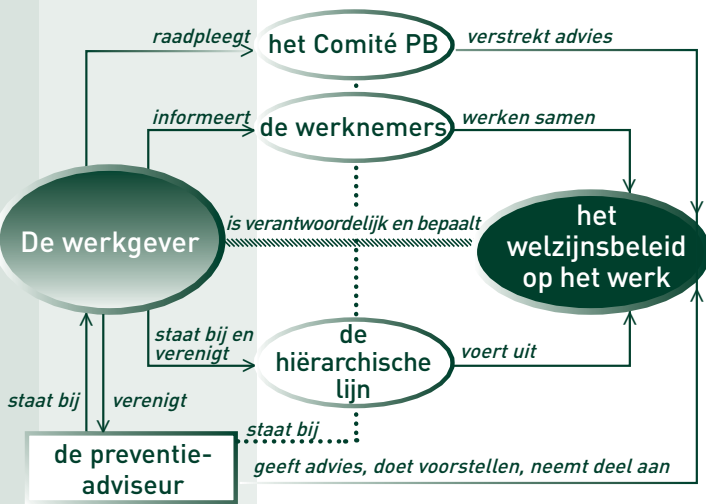 raadpleegt
het Comité PB
verstrekt advies
informeert
de werknemers
werken samen
De werkgever
is verantwoordelijk en bepaalt
het
welzijnsbeleid
op het werk
staat bij en
verenigt
de
hiërarchische
lijn
voert uit
staat bij
verenigt
staat bij
de preventie-
adviseur
geeft advies, doet voorstellen, neemt deel aan